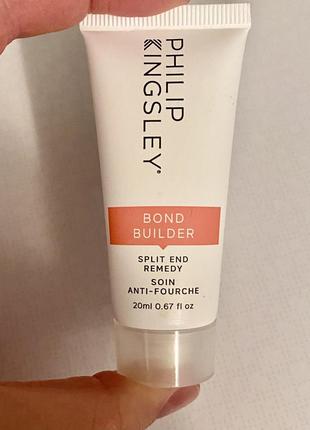 PHILIP
KINGSLEY®
BOND
BUILDER
SPLIT END
REMEDY
SOIN
ANTI-FOURCHE
20ml 0.67 fl oz